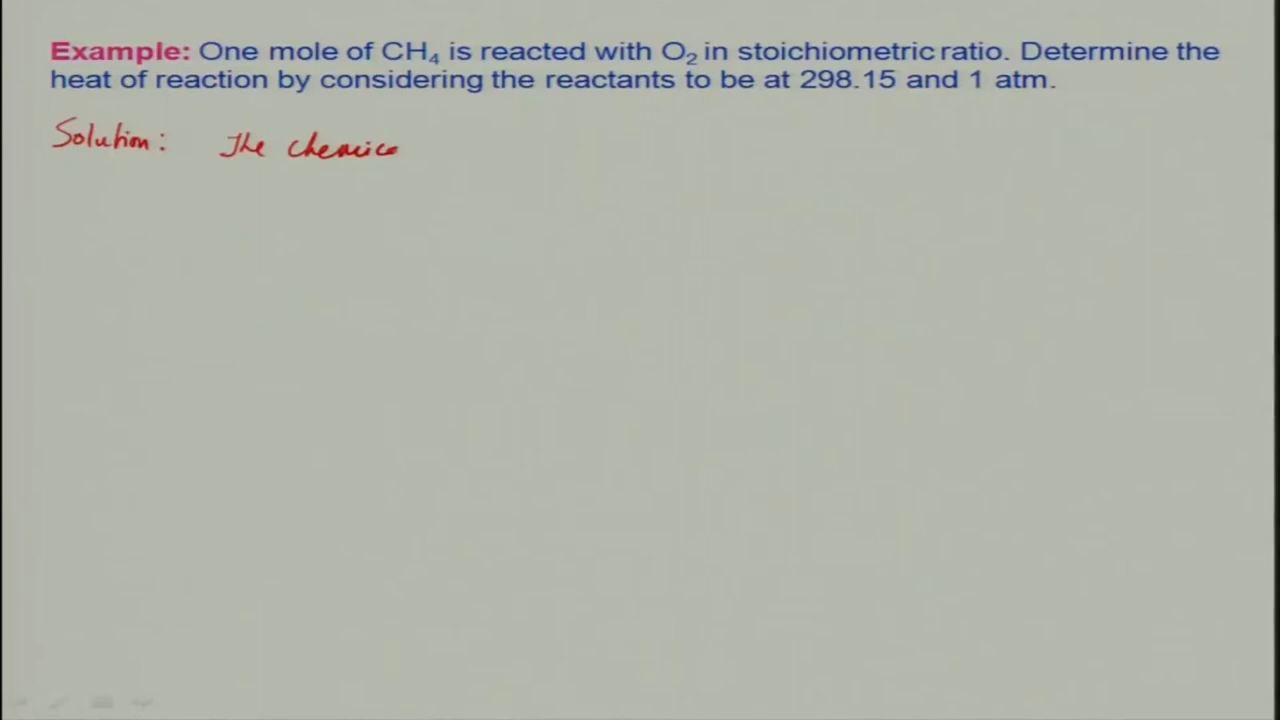 Example: One mole of CH₄ is reacted with O₂ in stoichiometric ratio. Determine the
heat of reaction by considering the reactants to be at 298.15 and 1 atm.
Solution: The chemica